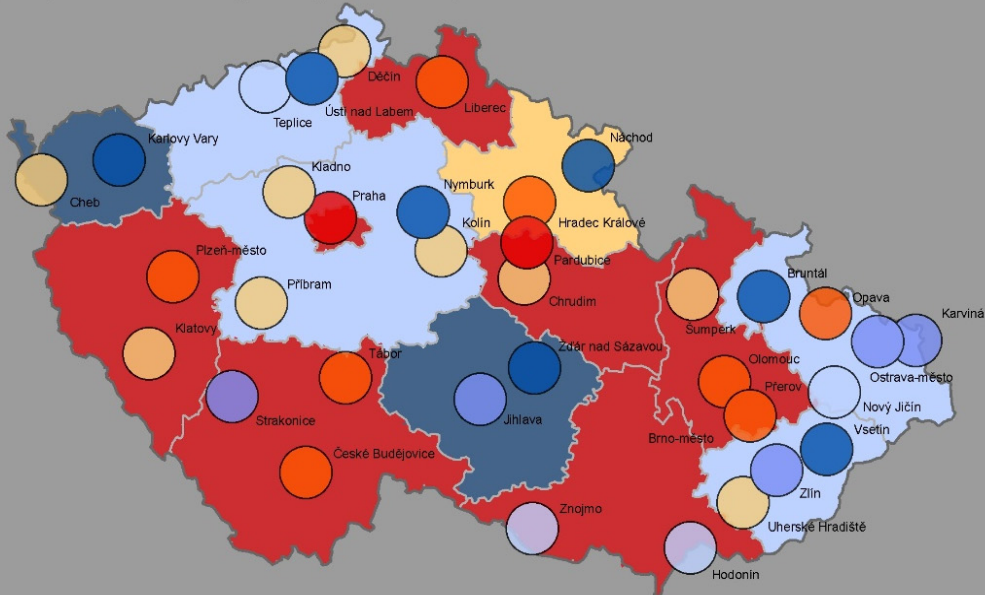 Děčín
Liberec
Ústí nad Labem
Teplice
Karlovy Vary
Náchod
Kladno
Nymburk
Cheb
Praha
Kolín
Hradec Králové
Plzeň-město
Pardubice
Bruntál
Příbram
Chrudim
Opava
Karviná
Klatovy
Šumperk
Tábor
Žďár nad Sázavou
Olomouc
Ostrava-město
Přerov
Strakonice
Jihlava
Nový Jičín
Brno-město
Vsetín
České Budějovice
Zlín
Znojmo
Uherské Hradiště
Hodonín